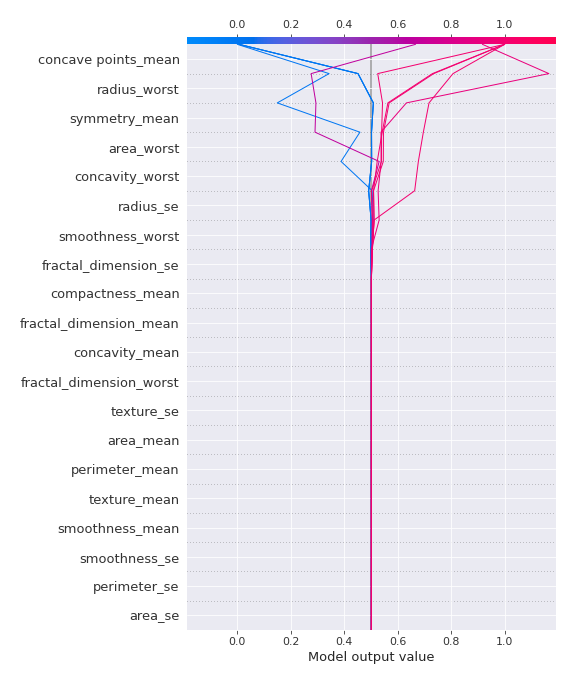 0.0 0.2 0.4 0.6 0.8 1.0
concave points_mean
radius_worst
symmetry_mean
area_worst
concavity_worst
radius_se
smoothness_worst
fractal_dimension_se
compactness_mean
fractal_dimension_mean
concavity_mean
fractal_dimension_worst
texture_se
area_mean
perimeter_mean
texture_mean
smoothness_mean
smoothness_se
perimeter_se
area_se
0.0 0.2 0.4 0.6 0.8 1.0
Model output value